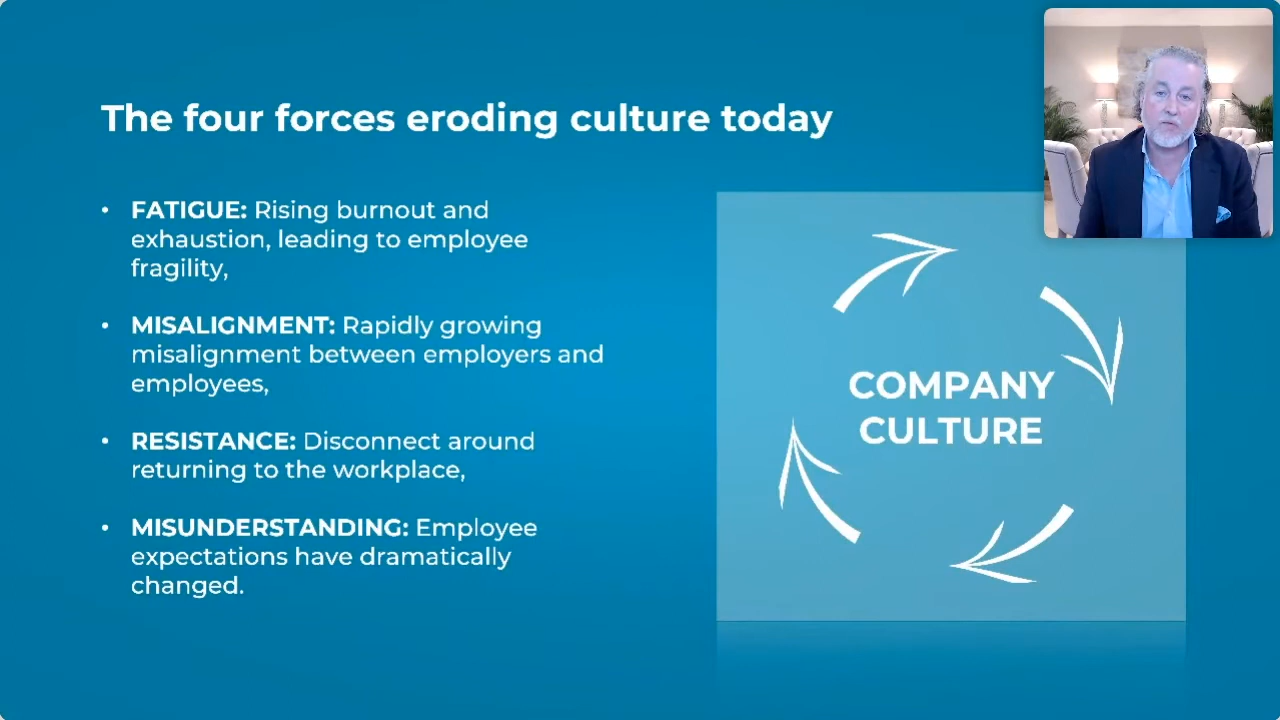 The four forces eroding culture today
• FATIGUE: Rising burnout and
exhaustion, leading to employee
fragility,
• MISALIGNMENT: Rapidly growing
misalignment between employers and
employees,
• RESISTANCE: Disconnect around
returning to the workplace,
• MISUNDERSTANDING: Employee
expectations have dramatically
changed.
COMPANY
CULTURE